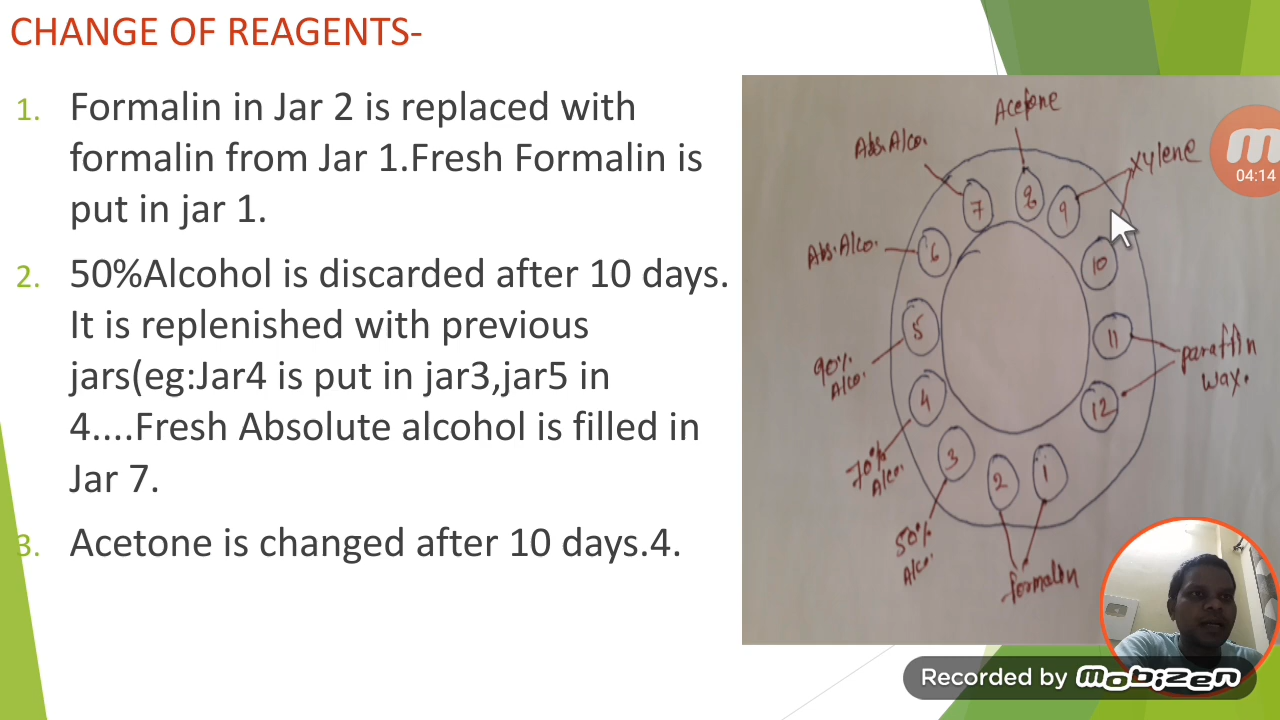 CHANGE OF REAGENTS-
1. Formalin in Jar 2 is replaced with
formalin from Jar 1.Fresh Formalin is
put in jar 1.
2. 50%Alcohol is discarded after 10 days.
It is replenished with previous
jars(eg:Jar4 is put in jar3,jar5 in
4....Fresh Absolute alcohol is filled in
Jar 7.
3. Acetone is changed after 10 days.4.
Acetone
Abs.Alco.
xylene
04:14
7
8
9
Abs.Alco.
6
10
5
11
90%
Alco.
paraffin
wax.
4
12
70%
Alco.
3
2
1
50%
Alco.
formalin
Recorded by Mobizen